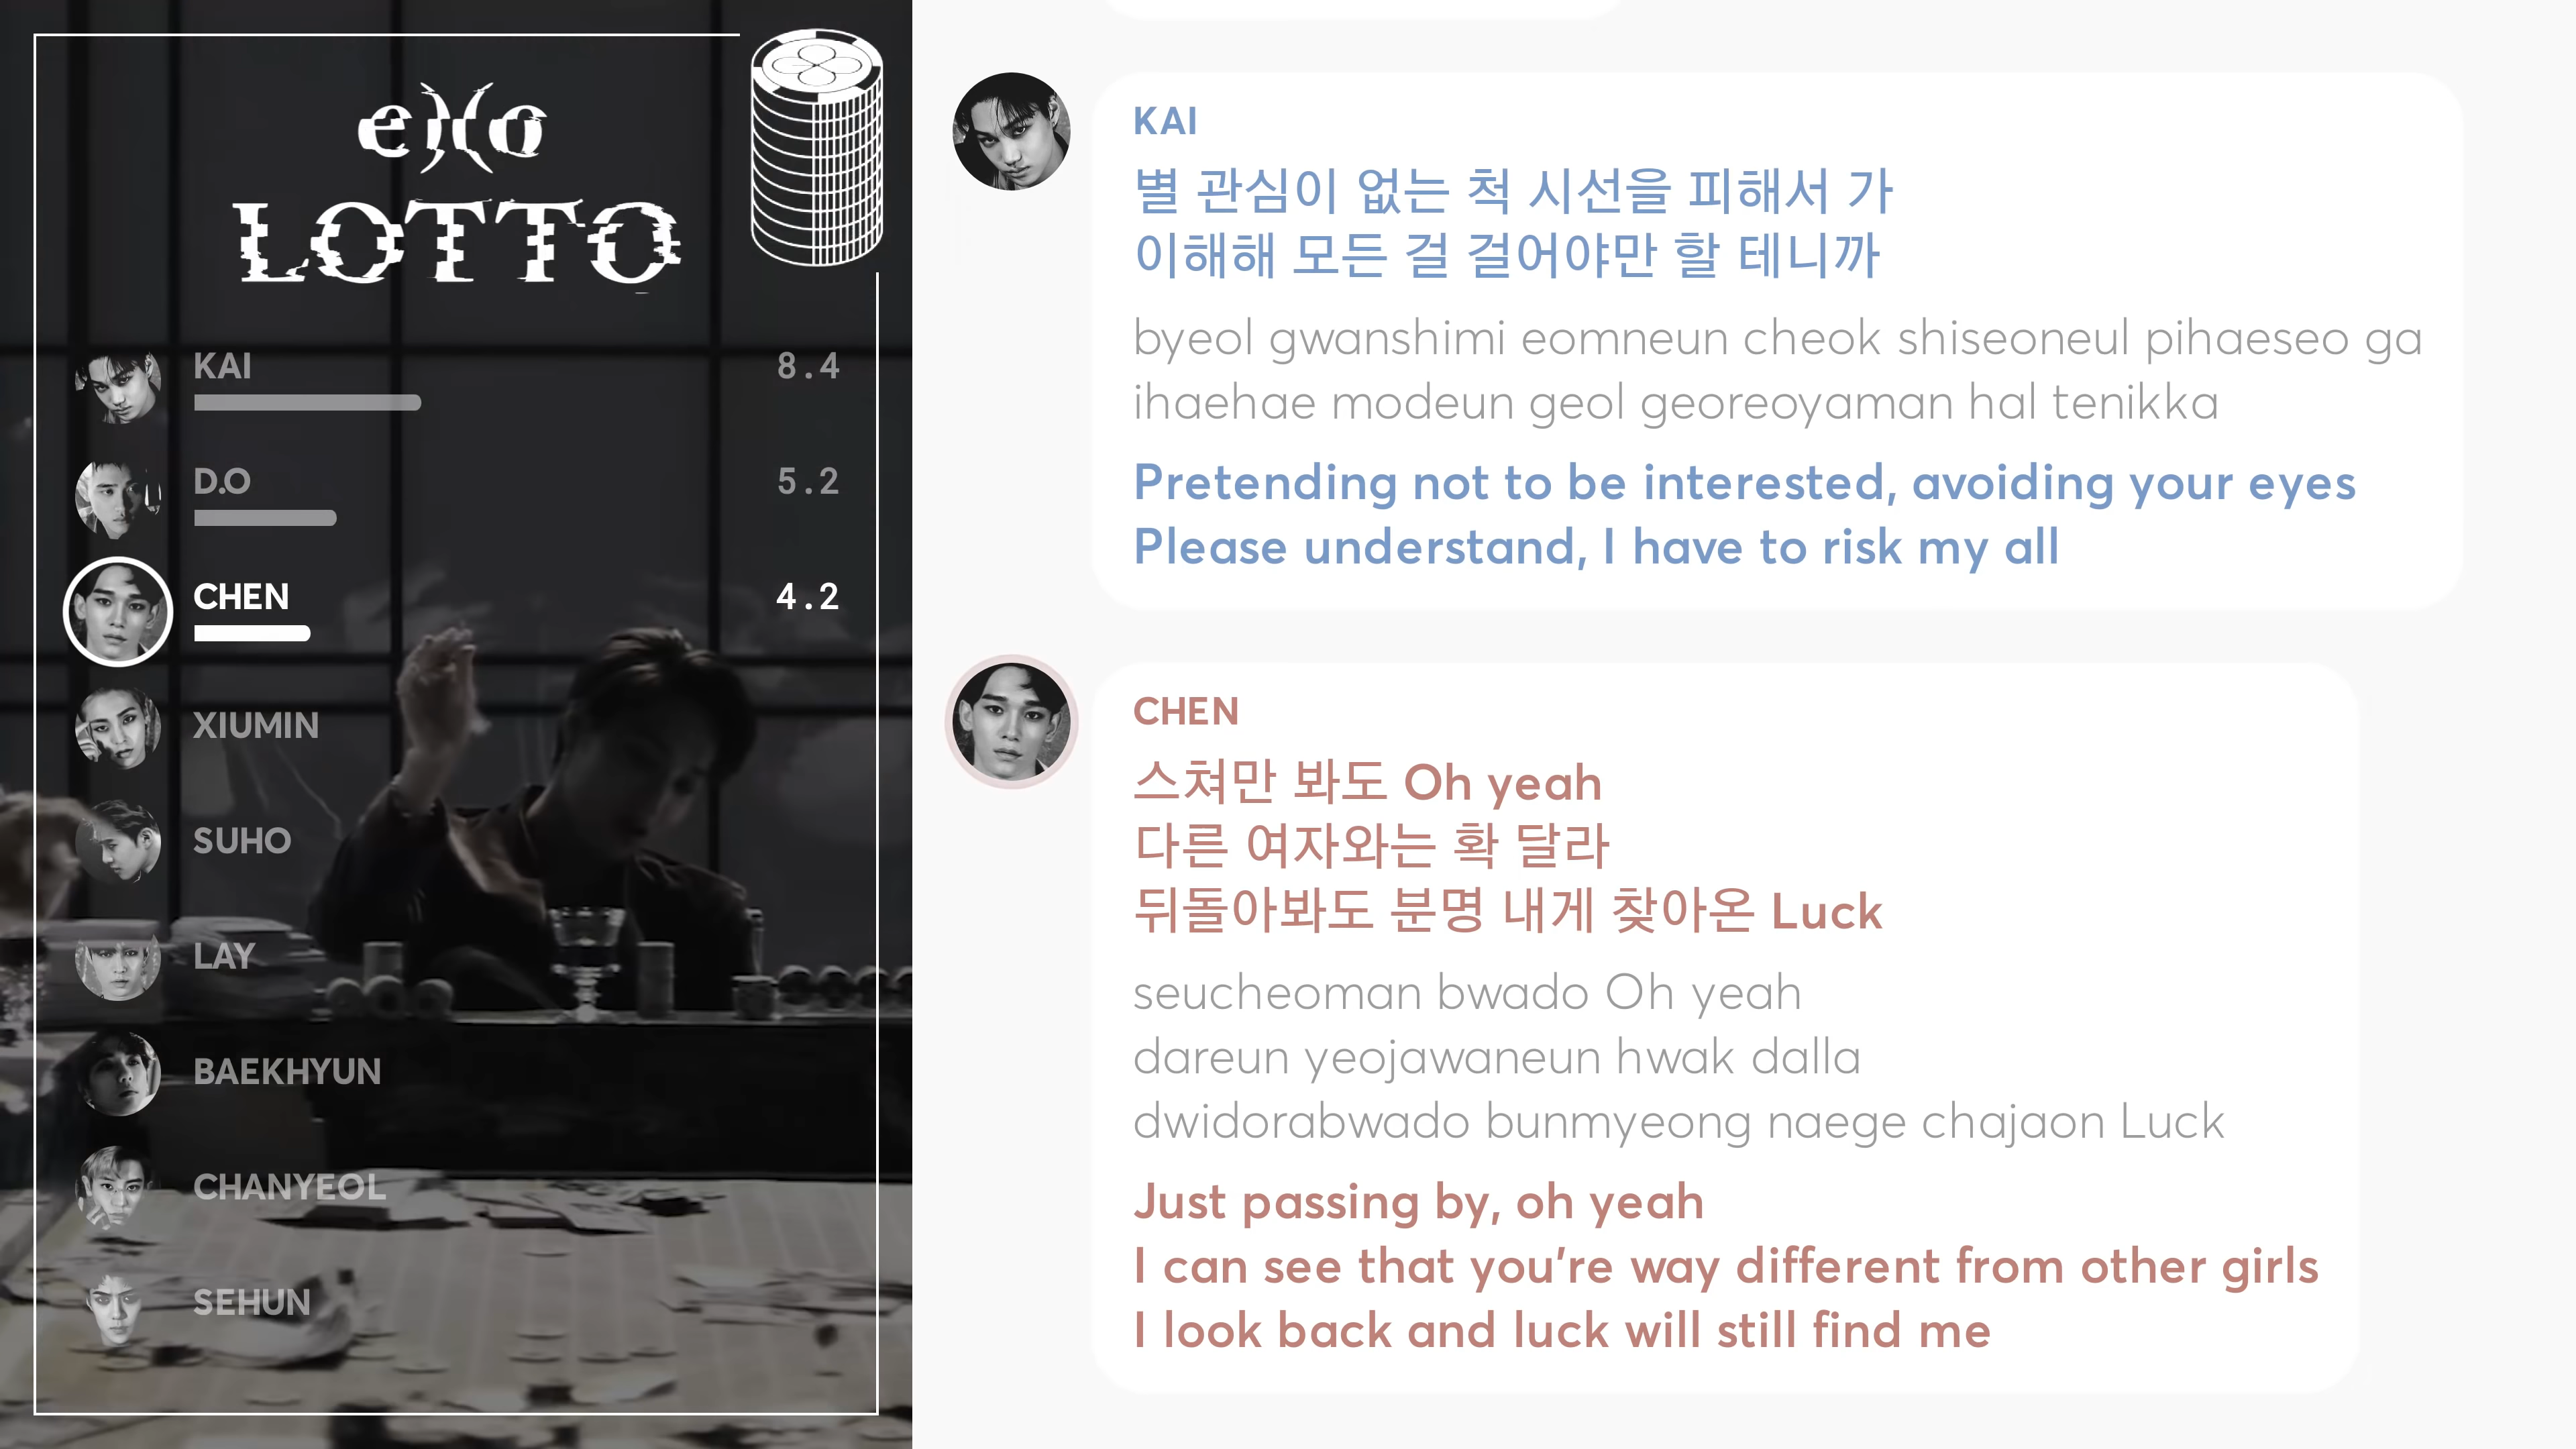 eXo
LOTTO
KAI
8.4
D.O
5.2
CHEN
4.2
XIUMIN
SUHO
LAY
BAEKHYUN
CHANYEOL
SEHUN
KAI
별 관심이 없는 척 시선을 피해서 가
이해해 모든 걸 걸어야만 할 테니까
byeol gwanshimi eomneun cheok shiseoneul pihaeseo ga
ihaehae modeun geol georeoyaman hal tenikka
Pretending not to be interested, avoiding your eyes
Please understand, I have to risk my all
CHEN
스쳐만 봐도 Oh yeah
다른 여자와는 확 달라
뒤돌아봐도 분명 내게 찾아온 Luck
seucheoman bwado Oh yeah
dareun yeojawaneun hwak dalla
dwidorabwado bunmyeong naege chajaon Luck
Just passing by, oh yeah
I can see that you're way different from other girls
I look back and luck will still find me